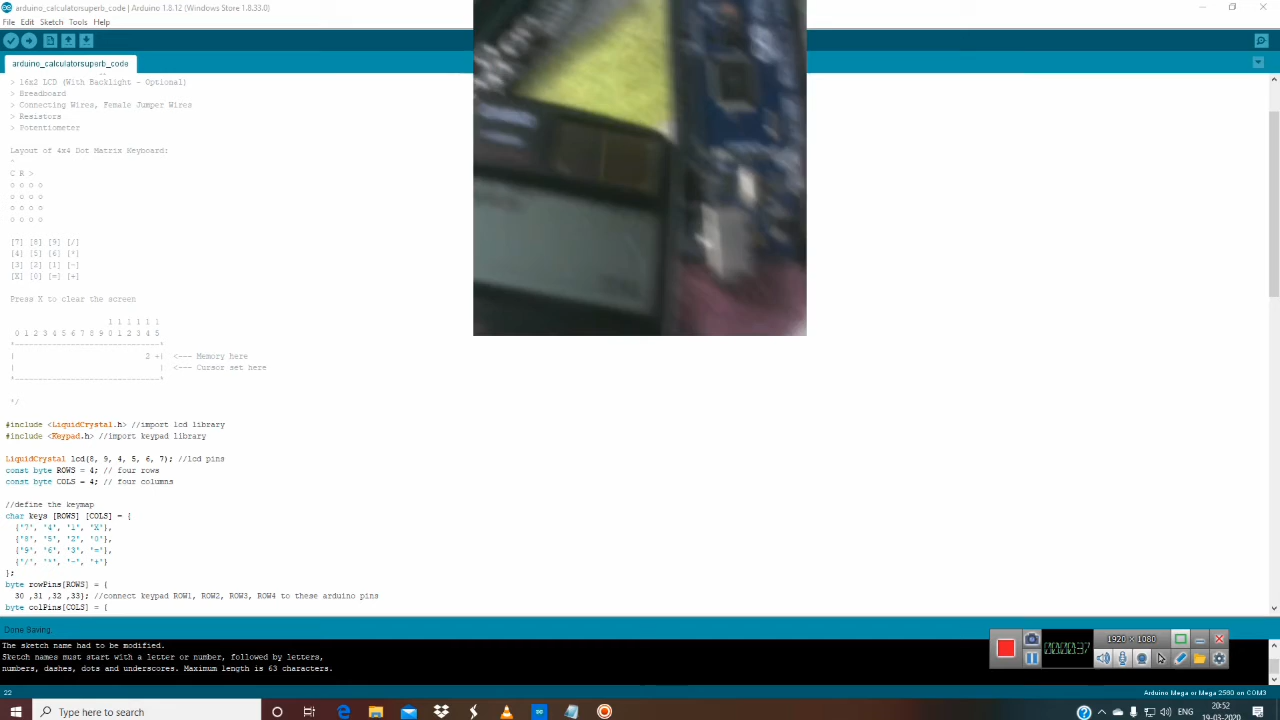 arduino_calculatorsuperb_code | Arduino 1.8.12 (Windows Store 1.8.33.0)
File Edit Sketch Tools Help
arduino_calculatorsuperb_code
> 16x2 LCD (With Backlight - Optional)
> Breadboard
> Connecting Wires, Female Jumper Wires
> Resistors
> Potentiometer
Layout of 4x4 Dot Matrix Keyboard:
C R >
o o o o
o o o o
o o o o
o o o o
[7] [8] [9] [/]
[4] [5] [6] [*]
[3] [2] [1] [-]
[X] [0] [=] [+]
Press X to clear the screen
1 1 1 1 1 1
0 1 2 3 4 5 6 7 8 9 0 1 2 3 4 5
*-------------------------------*
| 2 +| <--- Memory here
| | <--- Cursor set here
*-------------------------------*
*/
#include <LiquidCrystal.h> //import lcd library
#include <Keypad.h> //import keypad library
LiquidCrystal lcd(8, 9, 4, 5, 6, 7); //lcd pins
const byte ROWS = 4; // four rows
const byte COLS = 4; // four columns
//define the keymap
char keys [ROWS] [COLS] = {
{'7', '4', '1', 'X'},
{'8', '5', '2', '0'},
{'9', '6', '3', '='},
{'/', '*', '-', '+'}
};
byte rowPins[ROWS] = {
30 ,31 ,32 ,33}; //connect keypad ROW1, ROW2, ROW3, ROW4 to these arduino pins
byte colPins[COLS] = {
Done Saving.
The sketch name had to be modified.
Sketch names must start with a letter or number, followed by letters,
numbers, dashes, dots and underscores. Maximum length is 63 characters.
000037
1920 X 1080
22
Arduino Mega or Mega 2560 on COM3
Type here to search
ENG
20:52
19-03-2020